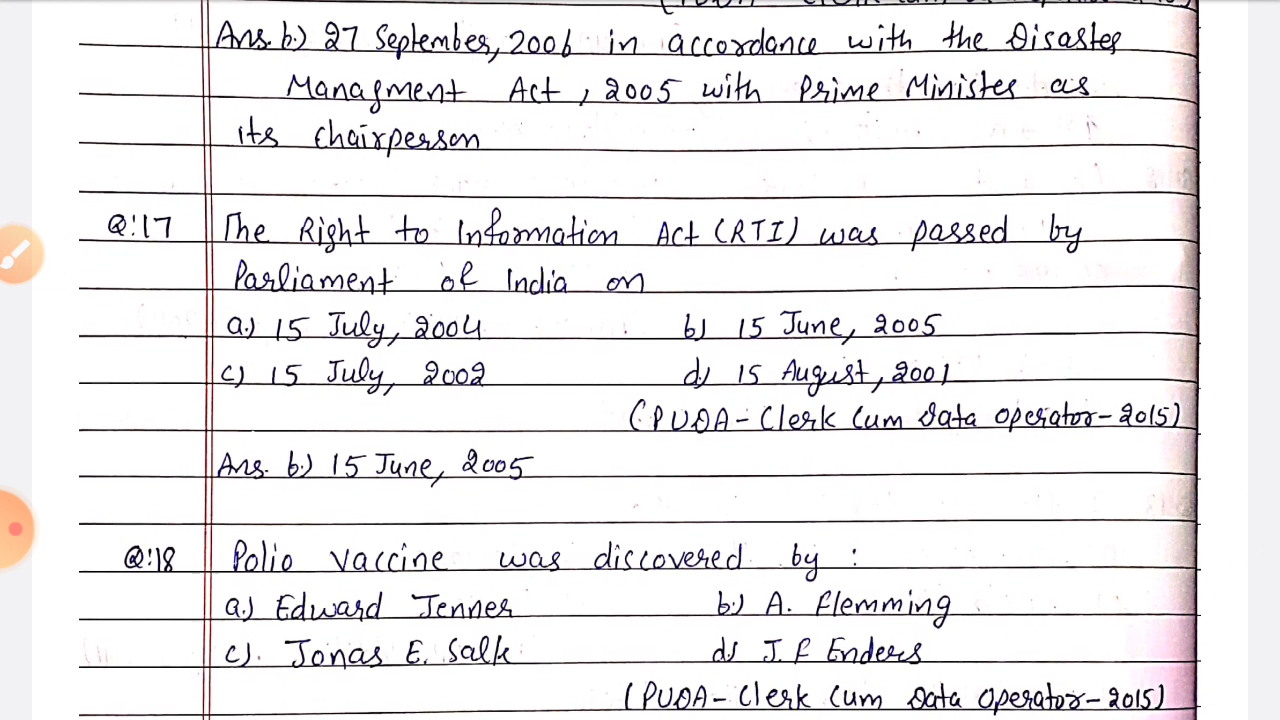 Ans. b.) 27 September, 2006 in accordance with the Disaster
Managment Act, 2005 with Prime Minister as
its Chairperson
Q:17 The Right to Information Act (RTI) was passed by
Parliament of India on
a.) 15 July, 2004 b) 15 June, 2005
c) 15 July, 2002 d) 15 August, 2001
(PUDA - Clerk Cum Data Operator - 2015)
Ans. b.) 15 June, 2005
Q:18 Polio Vaccine was discovered by :
a.) Edward Jenner b.) A. Flemming
c). Jonas E. Salk d) J. F Enders
(PUDA - Clerk Cum Data Operator - 2015)